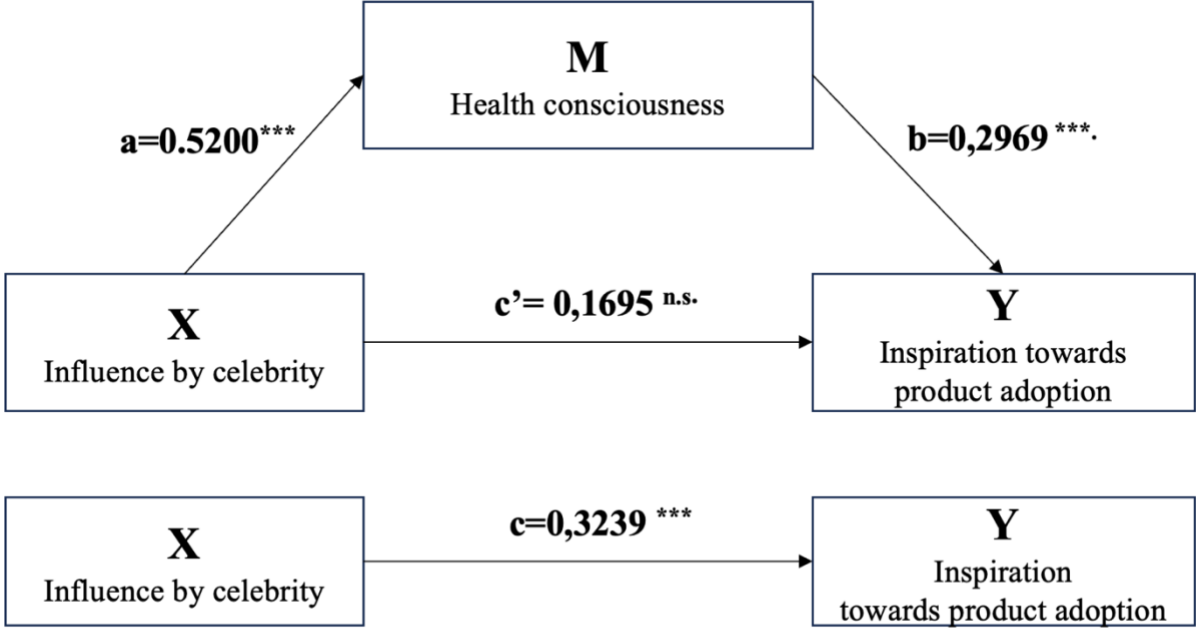 M
Health consciousness
a=0.5200***
b=0,2969 ***.
X
Influence by celebrity
c’= 0,1695 n.s.
Y
Inspiration towards
product adoption
X
Influence by celebrity
c=0,3239 ***
Y
Inspiration
towards product adoption